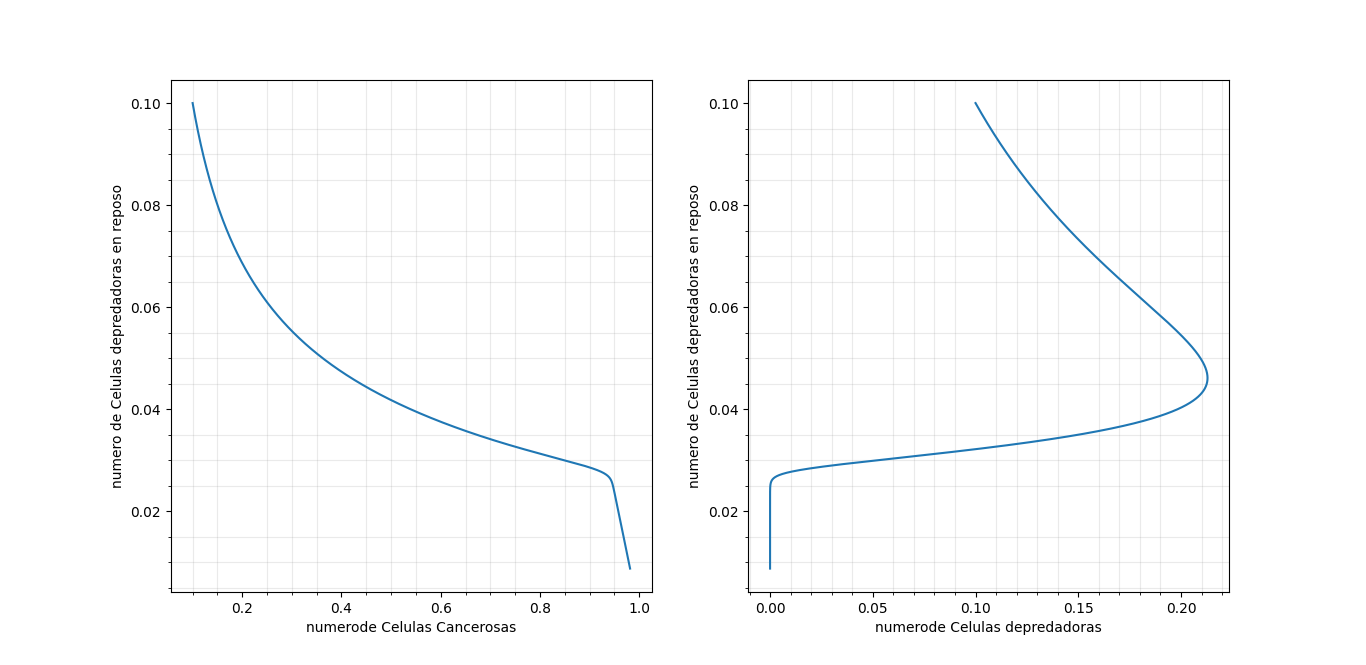 numero de Celulas depredadoras en reposo
0.10
0.08
0.06
0.04
0.02
0.2 0.4 0.6 0.8 1.0
numerode Celulas Cancerosas
numero de Celulas depredadoras en reposo
0.10
0.08
0.06
0.04
0.02
0.00 0.05 0.10 0.15 0.20
numerode Celulas depredadoras